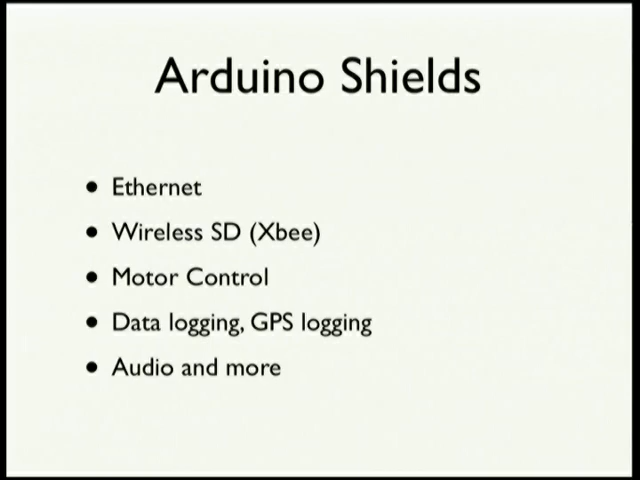 Arduino Shields
• Ethernet
• Wireless SD (Xbee)
• Motor Control
• Data logging, GPS logging
• Audio and more